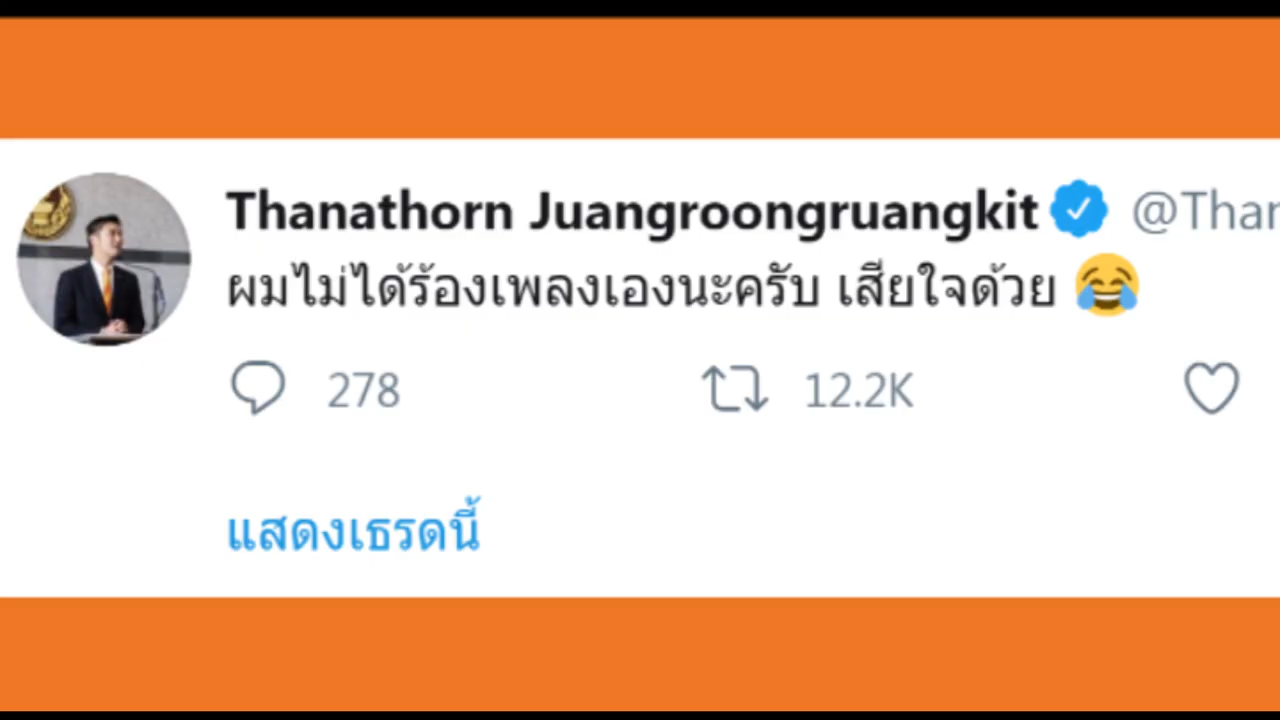 Thanathorn Juangroongruangkit @Than
ผมไม่ได้ร้องเพลงเองนะครับ เสียใจด้วย 😂
278 12.2K
แสดงเธรดนี้